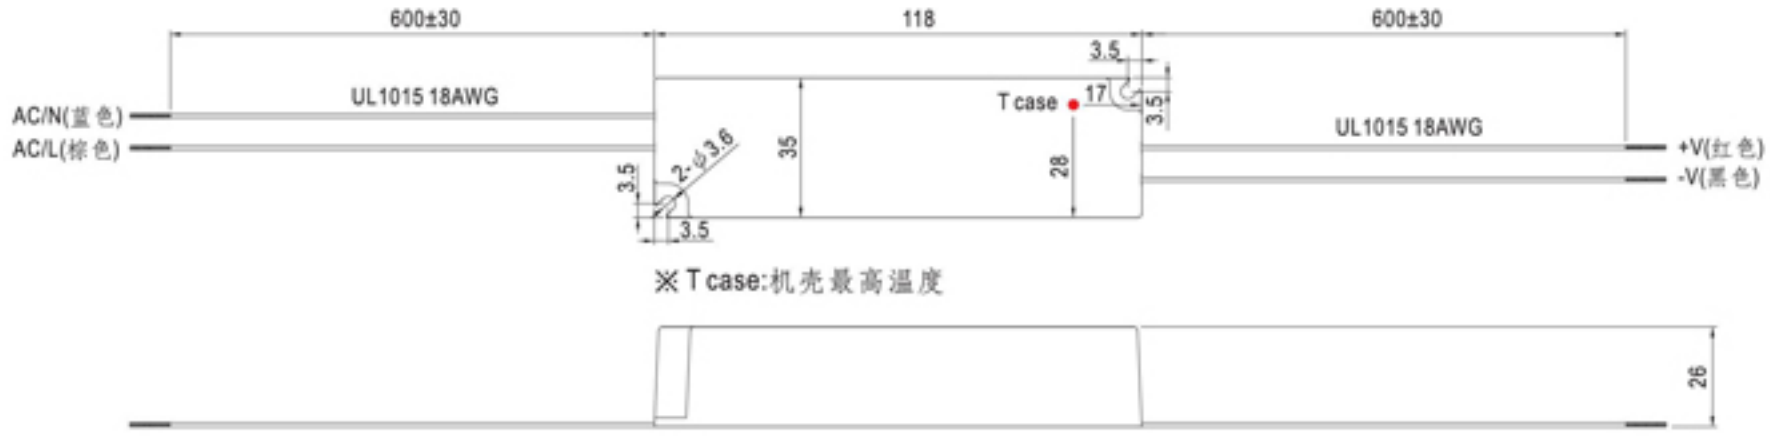 600±30
118
600±30
3.5
UL1015 18AWG
T case
17
3.5
AC/N(蓝色)
UL1015 18AWG
AC/L(棕色)
2-φ3.6
35
28
+V(红色)
3.5
-V(黑色)
3.5
※ T case:机壳最高温度
26